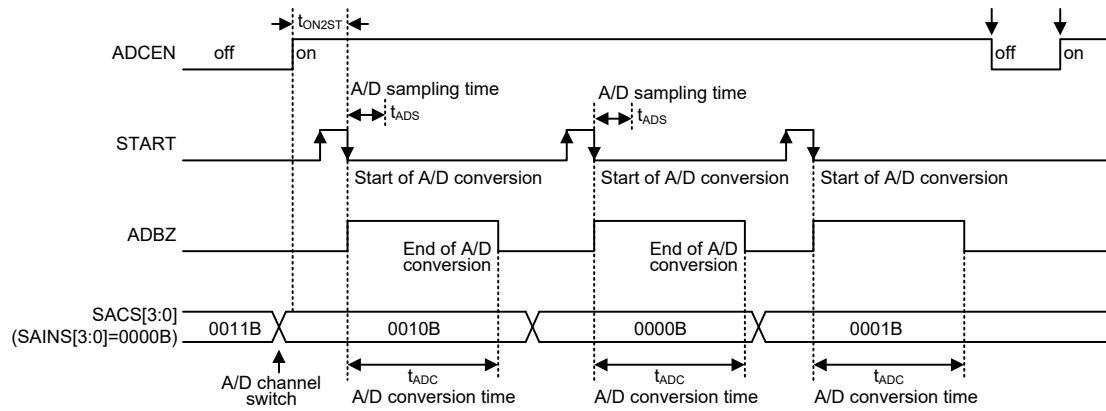 tON2ST
ADCEN
off
on
off
on
A/D sampling time
tADS
A/D sampling time
tADS
START
Start of A/D conversion
Start of A/D conversion
Start of A/D conversion
ADBZ
End of A/D
conversion
End of A/D
conversion
SACS[3:0]
(SAINS[3:0]=0000B)
0011B
0010B
0000B
0001B
A/D channel
switch
tADC
A/D conversion time
tADC
A/D conversion time
tADC
A/D conversion time